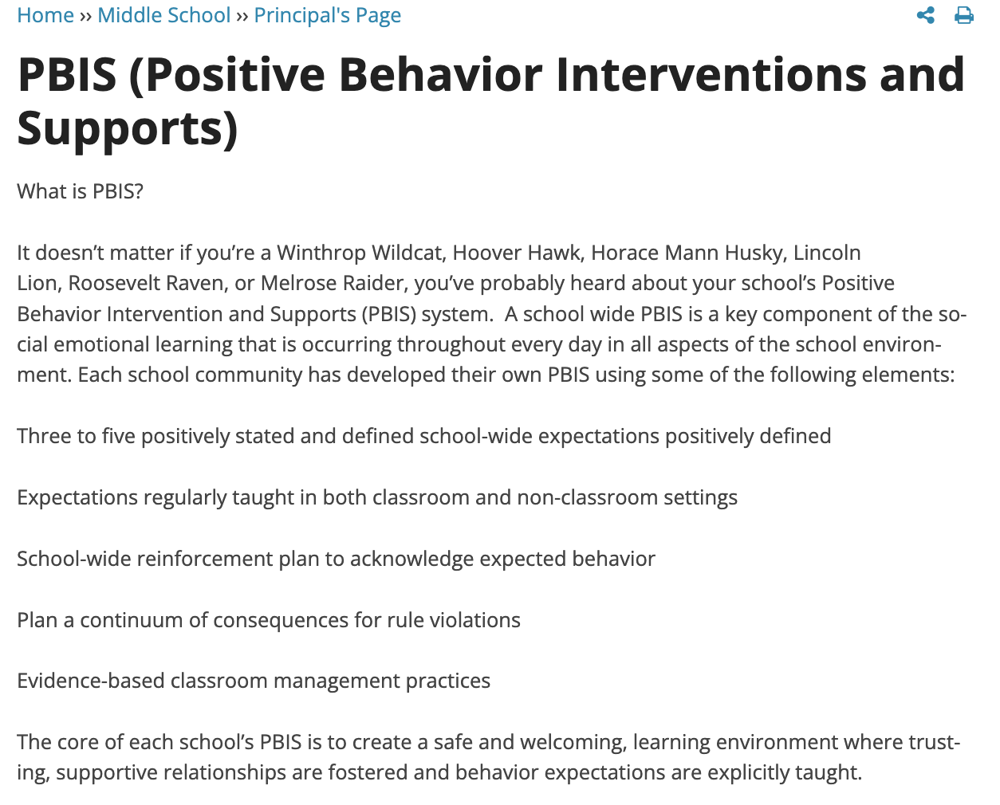 Home ›› Middle School ›› Principal's Page
PBIS (Positive Behavior Interventions and
Supports)
What is PBIS?
It doesn’t matter if you’re a Winthrop Wildcat, Hoover Hawk, Horace Mann Husky, Lincoln
Lion, Roosevelt Raven, or Melrose Raider, you’ve probably heard about your school’s Positive
Behavior Intervention and Supports (PBIS) system.  A school wide PBIS is a key component of the so-
cial emotional learning that is occurring throughout every day in all aspects of the school environ-
ment. Each school community has developed their own PBIS using some of the following elements:
Three to five positively stated and defined school-wide expectations positively defined
Expectations regularly taught in both classroom and non-classroom settings
School-wide reinforcement plan to acknowledge expected behavior
Plan a continuum of consequences for rule violations
Evidence-based classroom management practices
The core of each school’s PBIS is to create a safe and welcoming, learning environment where trust-
ing, supportive relationships are fostered and behavior expectations are explicitly taught.